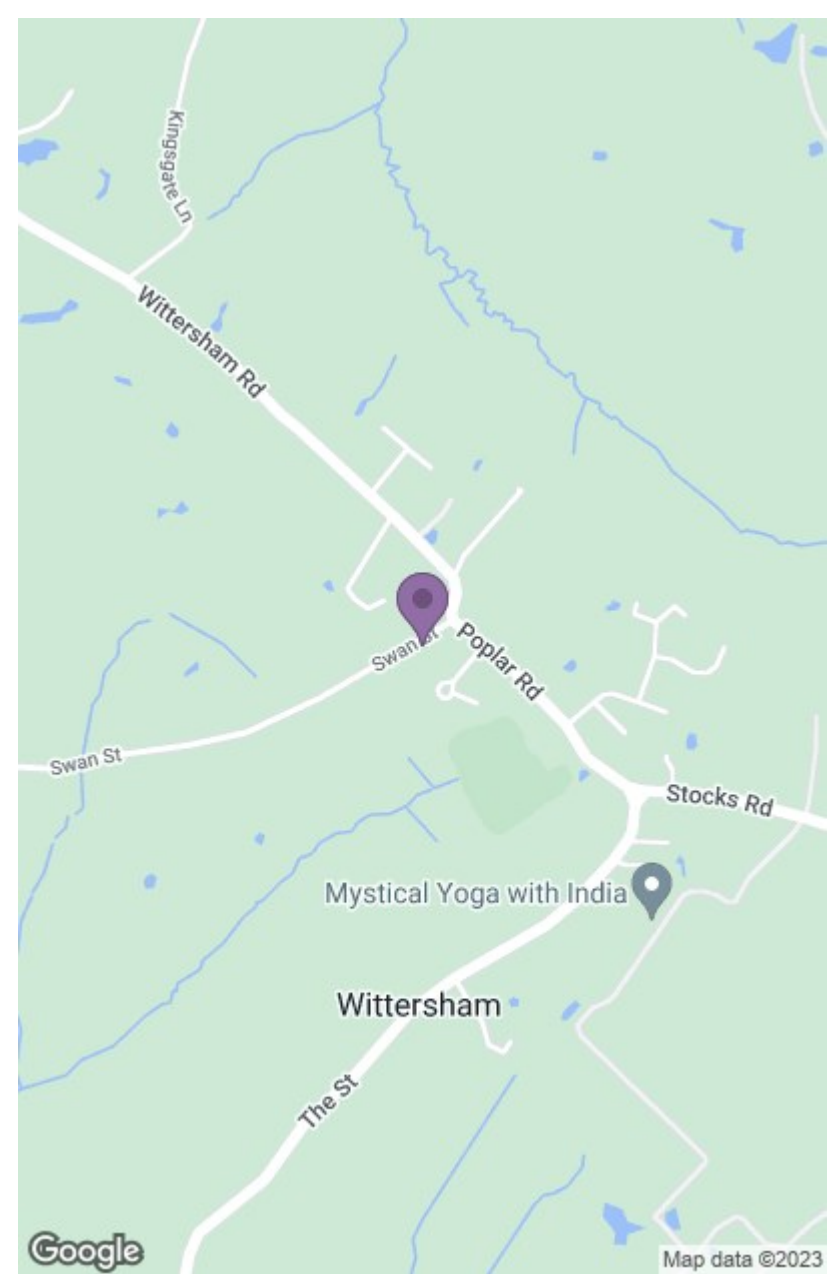 Kingsgate Ln
Wittersham Rd
Swan St
Poplar Rd
Swan St
Stocks Rd
Mystical Yoga with India
Wittersham
The St
Google
Map data ©2023